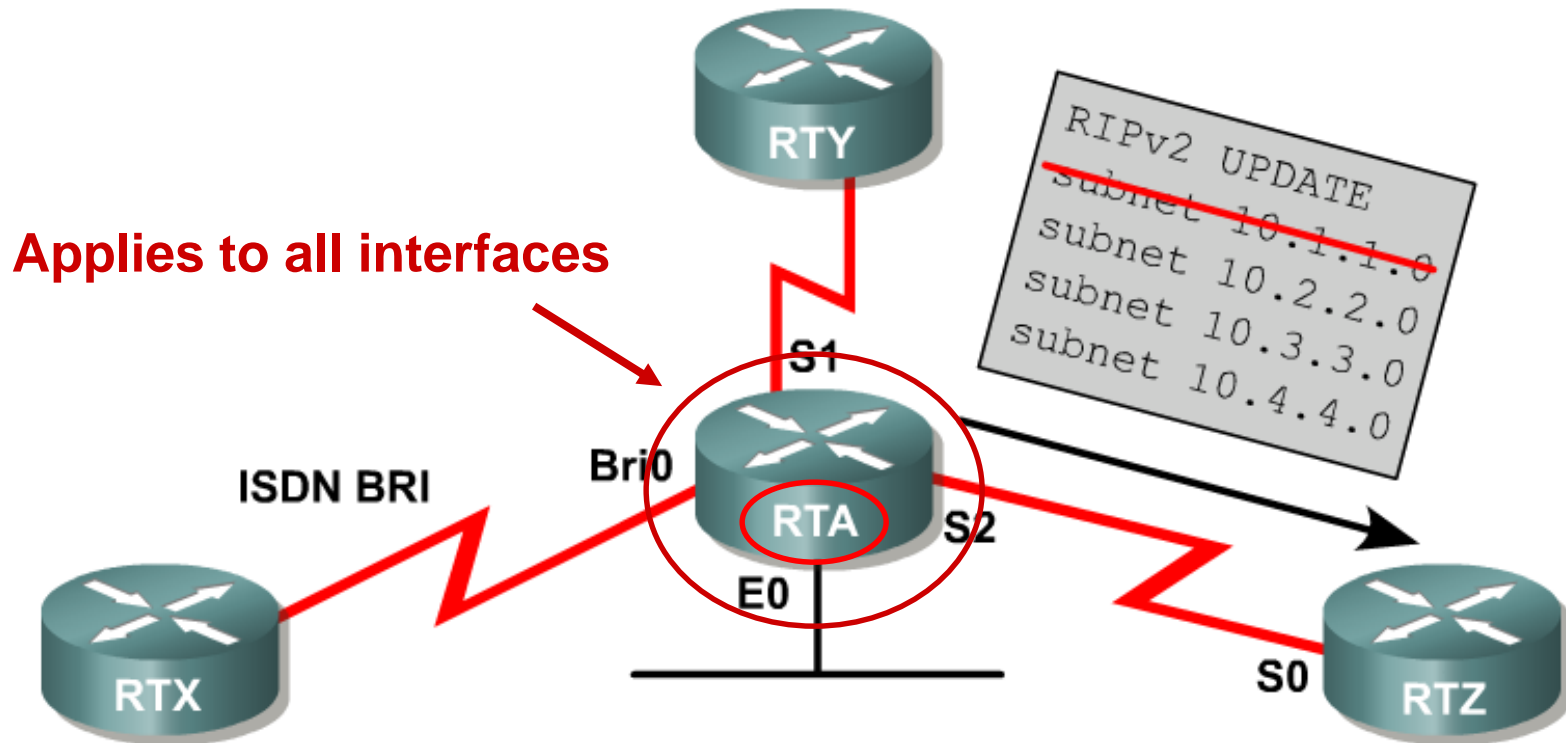 RTY
RIPv2 UPDATE
subnet 10.1.1.0
subnet 10.2.2.0
subnet 10.3.3.0
subnet 10.4.4.0
Applies to all interfaces
S1
Bri0
ISDN BRI
RTA
S2
E0
RTX
S0
RTZ